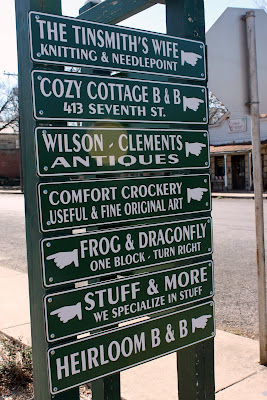 THE TINSMITH'S WIFE
KNITTING & NEEDLEPOINT
COZY COTTAGE B & B
413 SEVENTH ST.
WILSON - CLEMENTS
ANTIQUES
COMFORT CROCKERY
USEFUL & FINE ORIGINAL ART
FROG & DRAGONFLY
ONE BLOCK - TURN RIGHT
STUFF & MORE
WE SPECIALIZE IN STUFF
HEIRLOOM B & B